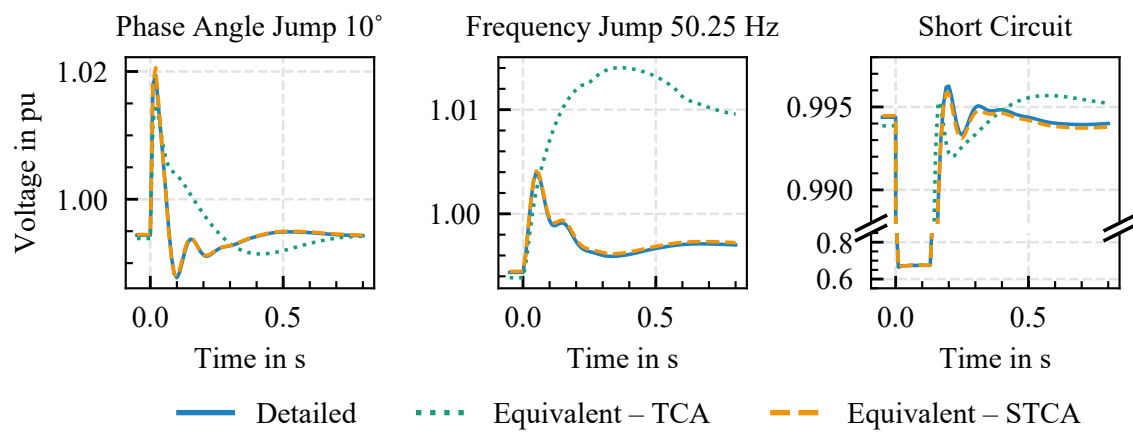 Phase Angle Jump 10°
Frequency Jump 50.25 Hz
Short Circuit
Voltage in pu
1.02
1.00
0.0
0.5
Time in s
1.01
1.00
0.0
0.5
Time in s
0.995
0.990
0.8
0.6
0.0
0.5
Time in s
Detailed
Equivalent – TCA
Equivalent – STCA